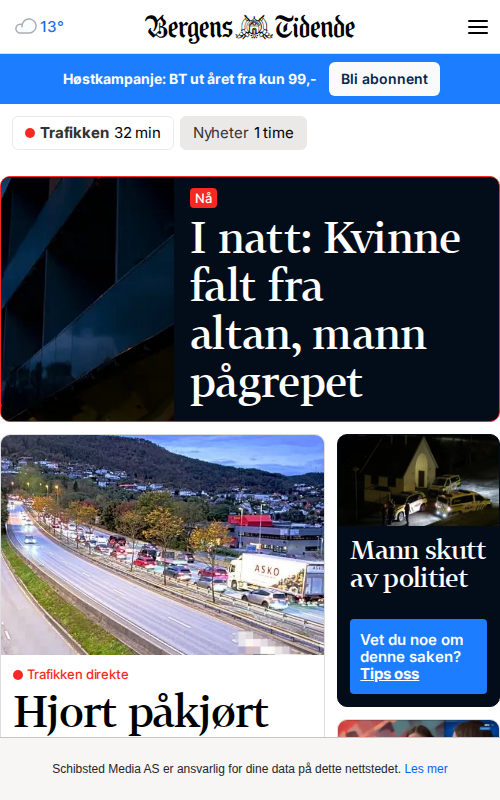 13°
Bergens Tidende
Høstkampanje: BT ut året fra kun 99,-
Bli abonnent
Trafikken 32 min
Nyheter 1 time
Nå
I natt: Kvinne
falt fra
altan, mann
pågrepet
ASKO
Mann skutt
av politiet
Vet du noe om
denne saken?
Tips oss
Trafikken direkte
Hjort påkjørt
Schibsted Media AS er ansvarlig for dine data på dette nettstedet. Les mer